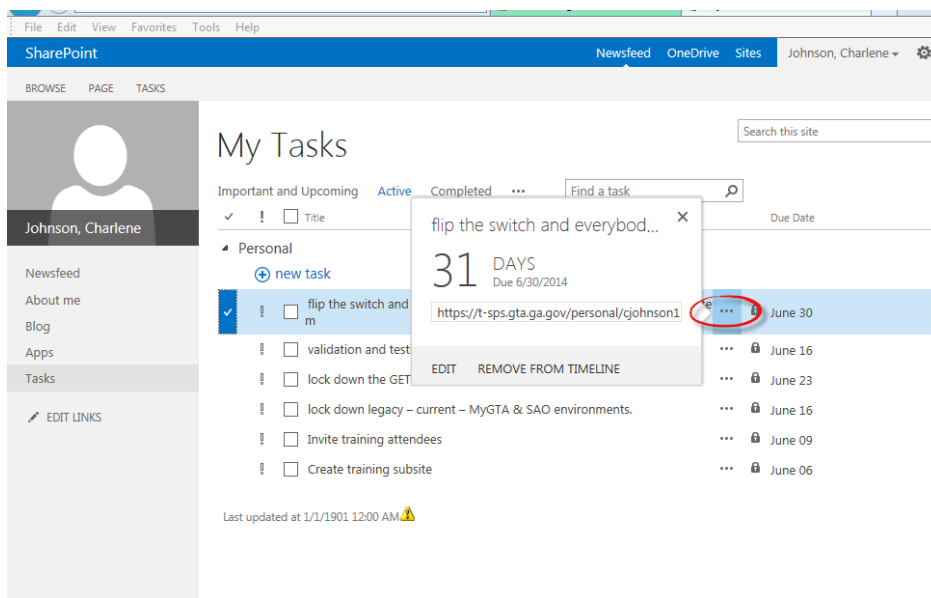 File Edit View Favorites Tools Help
SharePoint Newsfeed OneDrive Sites Johnson, Charlene
BROWSE PAGE TASKS
Search this site
My Tasks
Important and Upcoming Active Completed ••• Find a task
Johnson, Charlene
Title Due Date
flip the switch and everybod...
Personal
31 DAYS
Due 6/30/2014
new task
Newsfeed
About me
Blog
Apps
Tasks
EDIT LINKS
flip the switch and
m
https://t-sps.gta.ga.gov/personal/cjohnson1
••• June 30
validation and test ••• June 16
EDIT REMOVE FROM TIMELINE
lock down the GET ••• June 23
lock down legacy – current – MyGTA & SAO environments. ••• June 16
Invite training attendees ••• June 09
Create training subsite ••• June 06
Last updated at 1/1/1901 12:00 AM